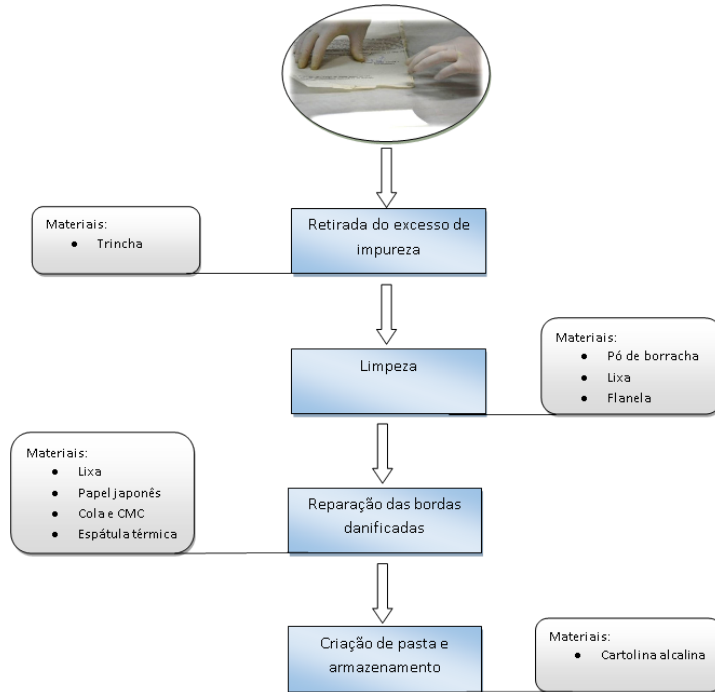 Materiais:
● Trincha
Retirada do excesso de
impureza
Limpeza
Materiais:
● Pó de borracha
● Lixa
● Flanela
Materiais:
● Lixa
● Papel japonês
● Cola e CMC
● Espátula térmica
Reparação das bordas
danificadas
Criação de pasta e
armazenamento
Materiais:
● Cartolina alcalina